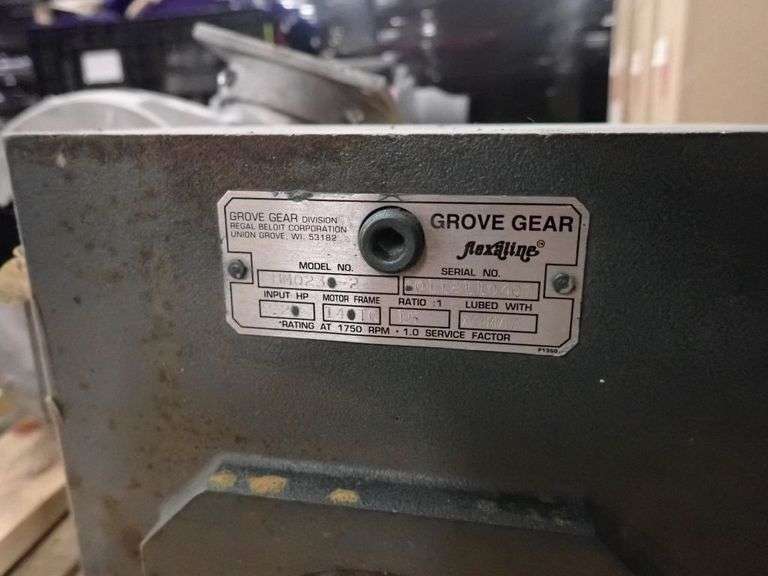 GROVE GEAR DIVISION
REGAL BELOIT CORPORATION
UNION GROVE, WI. 53182
GROVE GEAR
flexaline™
MODEL NO.
SERIAL NO.
INPUT HP MOTOR FRAME RATIO :1 LUBED WITH
*RATING AT 1750 RPM • 1.0 SERVICE FACTOR